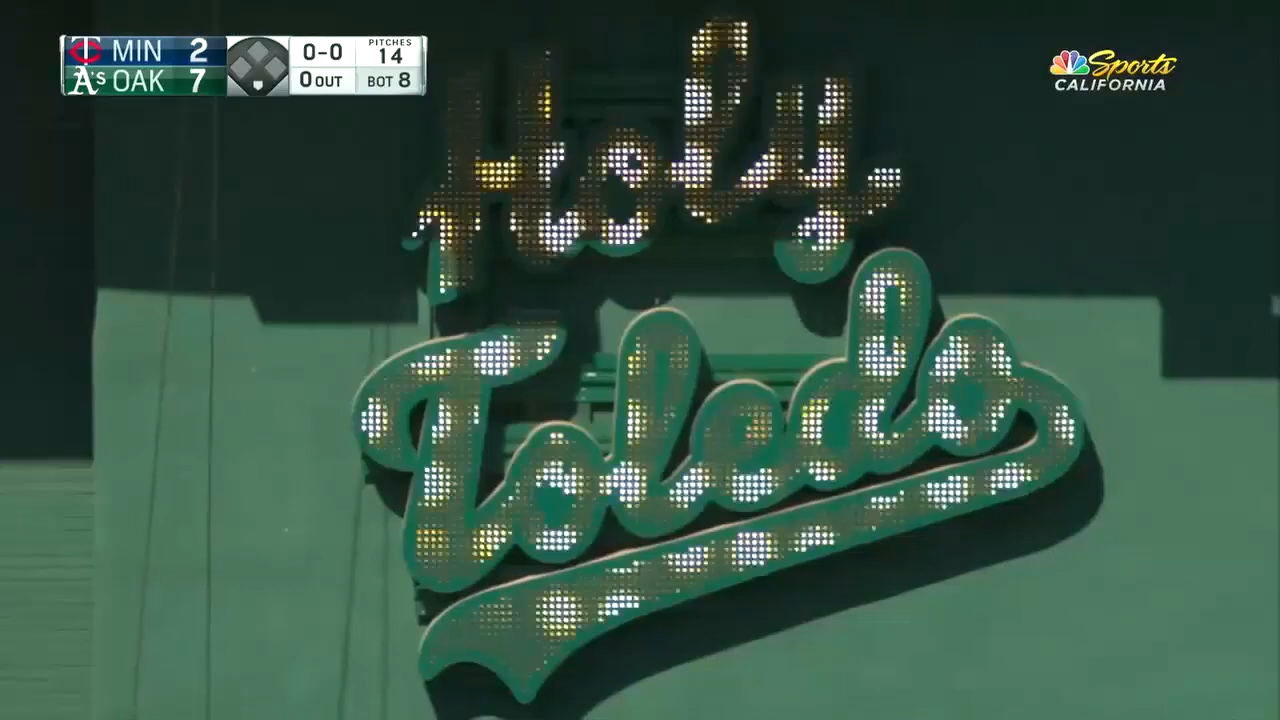 MIN 2
OAK 7
A's
0-0
PITCHES
14
0 OUT
BOT 8
Sports
CALIFORNIA
Holy
Toledo